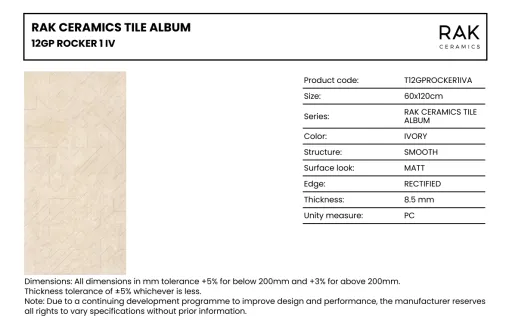 RAK CERAMICS TILE ALBUM
12GP ROCKER 1 IV
RAK
CERAMICS
Product code: T12GPROCKER1IVA
Size: 60x120cm
Series: RAK CERAMICS TILE
ALBUM
Color: IVORY
Structure: SMOOTH
Surface look: MATT
Edge: RECTIFIED
Thickness: 8.5 mm
Unity measure: PC
Dimensions: All dimensions in mm tolerance +5% for below 200mm and +3% for above 200mm.
Thickness tolerance of ±5% whichever is less.
Note: Due to a continuing development programme to improve design and performance, the manufacturer reserves
all rights to vary specifications without prior information.